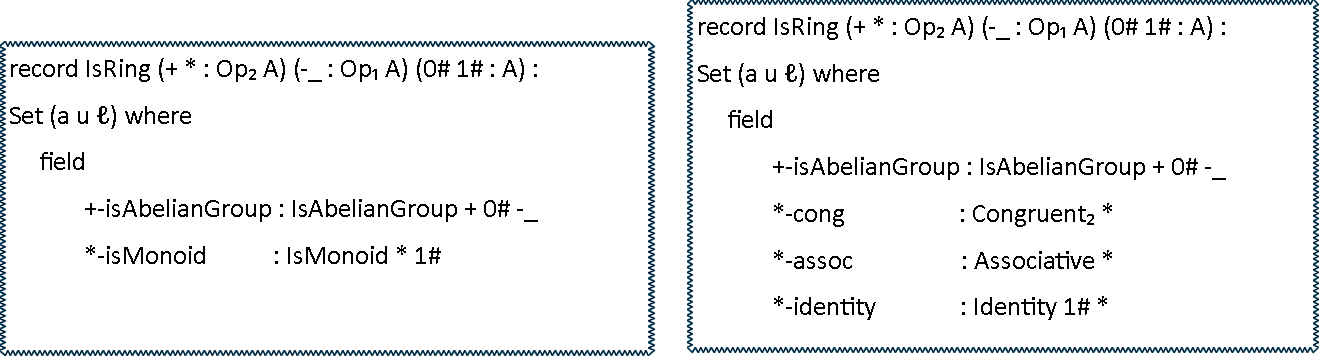 record IsRing (+ * : Op₂ A) (-_ : Op₁ A) (0# 1# : A) :
Set (a u ℓ) where
field
+-isAbelianGroup : IsAbelianGroup + 0# -_
*-isMonoid : IsMonoid * 1#
record IsRing (+ * : Op₂ A) (-_ : Op₁ A) (0# 1# : A) :
Set (a u ℓ) where
field
+-isAbelianGroup : IsAbelianGroup + 0# -_
*-cong : Congruent₂ *
*-assoc : Associative *
*-identity : Identity 1# *